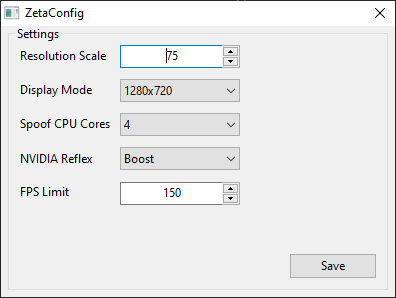 ZetaConfig
Settings
Resolution Scale 75
Display Mode 1280x720
Spoof CPU Cores 4
NVIDIA Reflex Boost
FPS Limit 150
Save